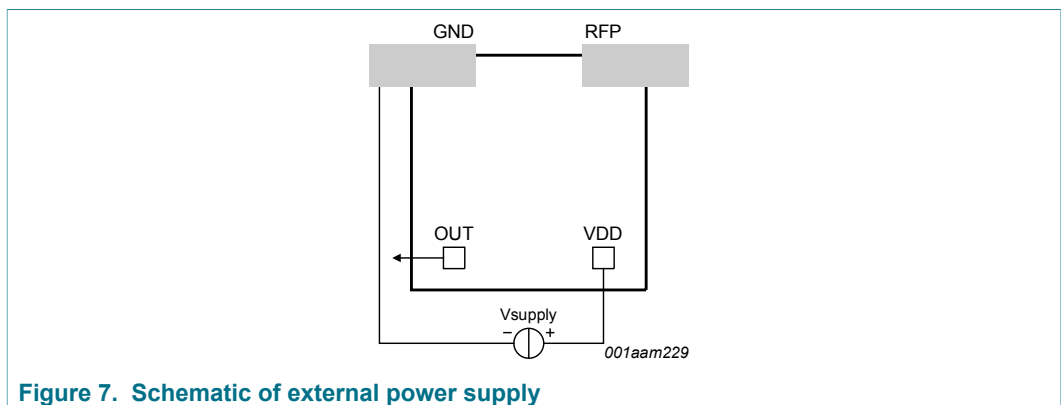 GND RFP
OUT VDD
Vsupply
− +
001aam229
Figure 7. Schematic of external power supply